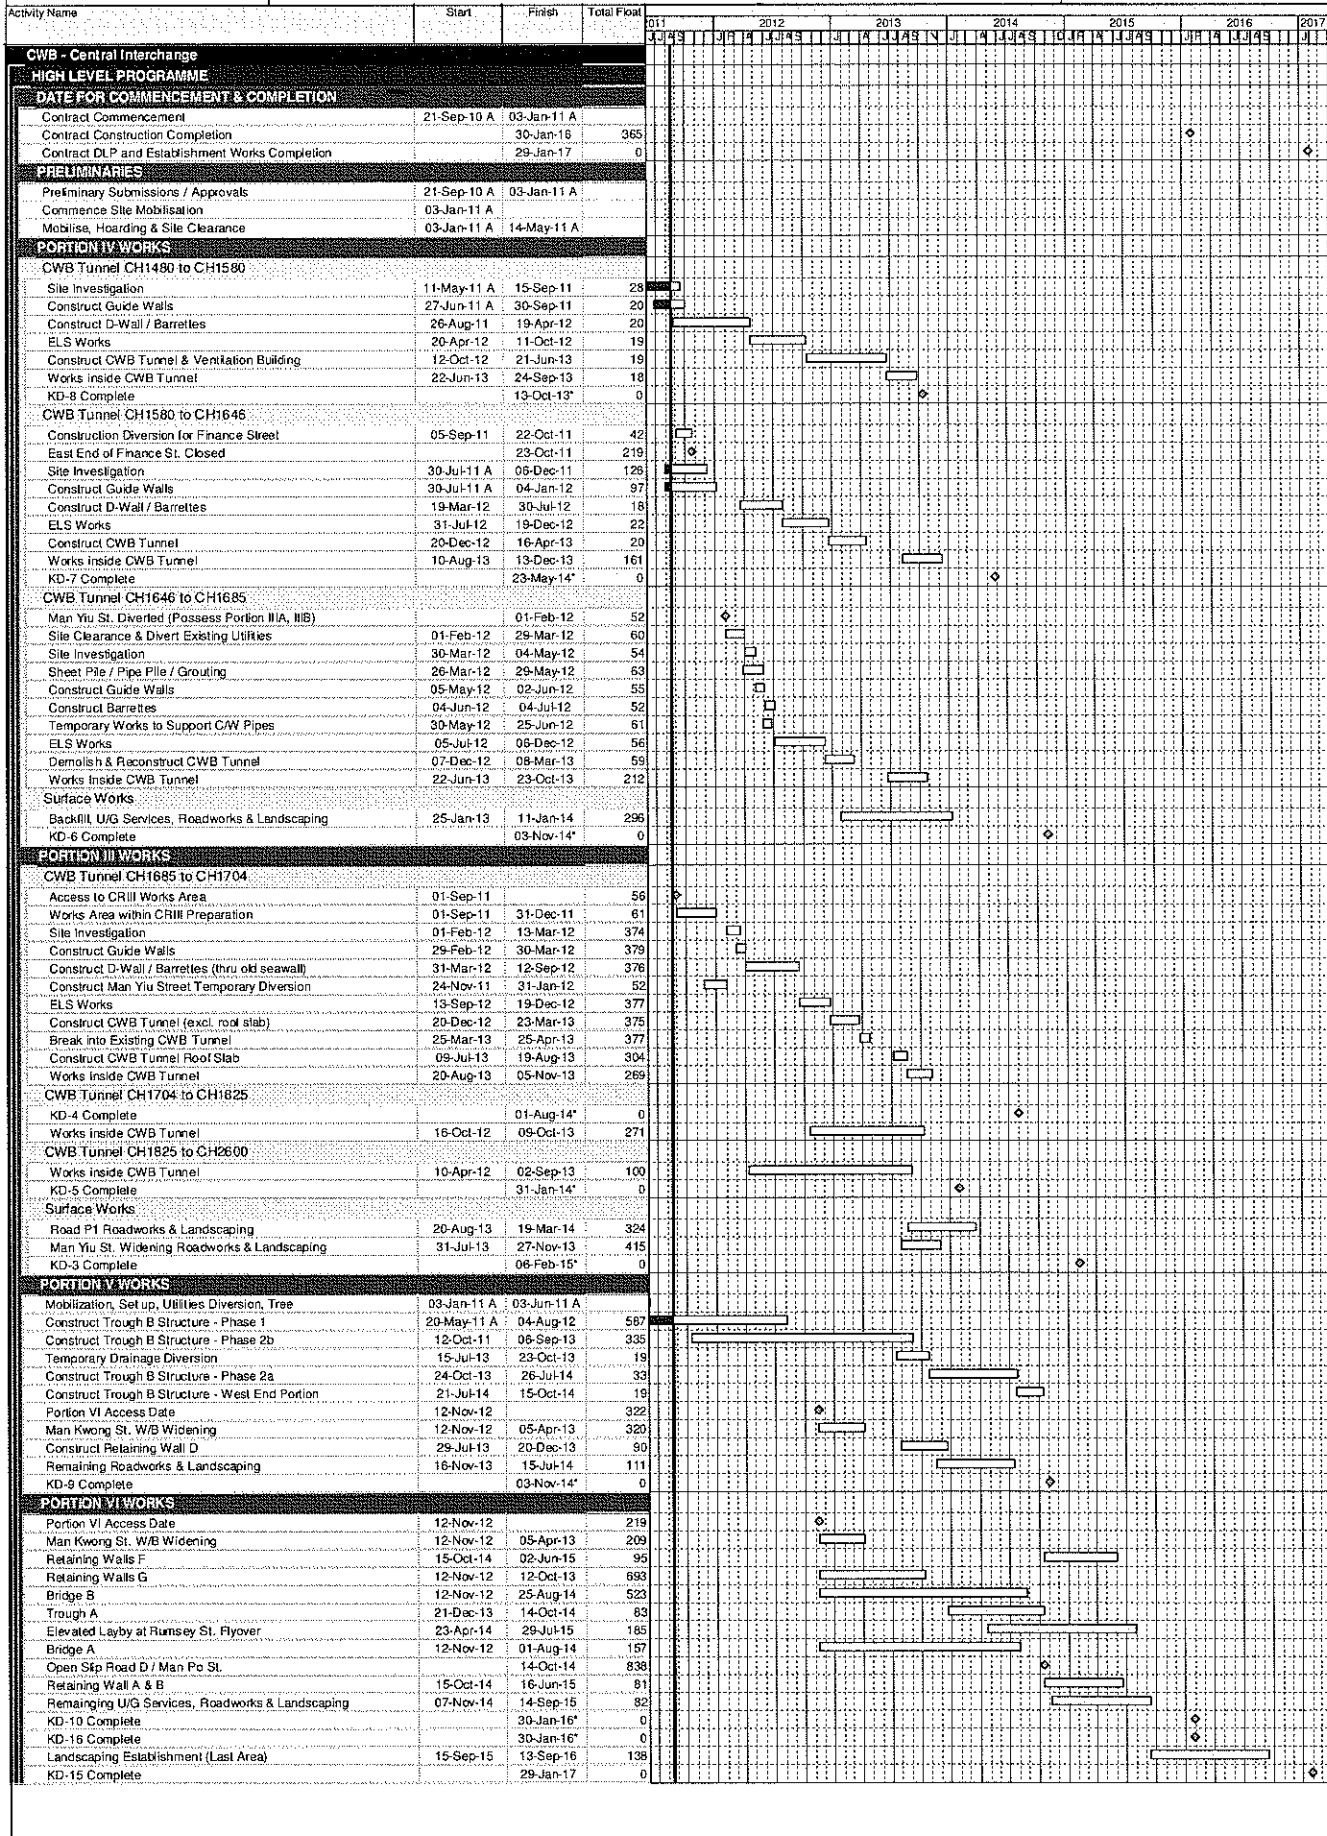 Activity Name Start Finish Total Float 2011 2012 2013 2014 2015 2016 2017
CWB - Central Interchange
HIGH LEVEL PROGRAMME
DATE FOR COMMENCEMENT & COMPLETION
Contract Commencement 21-Sep-10 A 03-Jan-11 A
Contract Construction Completion 30-Jan-16 365
Contract DLP and Establishment Works Completion 29-Jan-17 0
PRELIMINARIES
Preliminary Submissions / Approvals 21-Sep-10 A 03-Jan-11 A
Commence Site Mobilisation 03-Jan-11 A
Mobilise, Hoarding & Site Clearance 03-Jan-11 A 14-May-11 A
PORTION IV WORKS
CWB Tunnel CH1480 to CH1580
Site Investigation 11-May-11 A 15-Sep-11 28
Construct Guide Walls 27-Jun-11 A 30-Sep-11 20
Construct D-Wall / Barrettes 26-Aug-11 19-Apr-12 20
ELS Works 20-Apr-12 11-Oct-12 19
Construct CWB Tunnel & Ventilation Building 12-Oct-12 21-Jun-13 19
Works inside CWB Tunnel 22-Jun-13 24-Sep-13 18
KD-8 Complete 13-Oct-13* 0
CWB Tunnel CH1580 to CH1646
Construction Diversion for Finance Street 05-Sep-11 22-Oct-11 42
East End of Finance St. Closed 23-Oct-11 219
Site Investigation 30-Jul-11 A 06-Dec-11 126
Construct Guide Walls 30-Jul-11 A 04-Jan-12 97
Construct D-Wall / Barrettes 19-Mar-12 30-Jul-12 18
ELS Works 31-Jul-12 19-Dec-12 22
Construct CWB Tunnel 20-Dec-12 16-Apr-13 20
Works inside CWB Tunnel 10-Aug-13 13-Dec-13 161
KD-7 Complete 23-May-14* 0
CWB Tunnel CH1646 to CH1685
Man Yiu St. Diverted (Possess Portion IIIA, IIIB) 01-Feb-12 52
Site Clearance & Divert Existing Utilities 01-Feb-12 29-Mar-12 60
Site Investigation 30-Mar-12 04-May-12 54
Sheet Pile / Pipe Pile / Grouting 26-Mar-12 29-May-12 63
Construct Guide Walls 05-May-12 02-Jun-12 55
Construct Barrettes 04-Jun-12 04-Jul-12 52
Temporary Works to Support C/W Pipes 30-May-12 25-Jun-12 61
ELS Works 05-Jul-12 06-Dec-12 56
Demolish & Reconstruct CWB Tunnel 07-Dec-12 08-Mar-13 59
Works Inside CWB Tunnel 22-Jun-13 23-Oct-13 212
Surface Works
Backfill, U/G Services, Roadworks & Landscaping 25-Jan-13 11-Jan-14 296
KD-6 Complete 03-Nov-14* 0
PORTION III WORKS
CWB Tunnel CH1685 to CH1704
Access to CRIII Works Area 01-Sep-11 56
Works Area within CRIII Preparation 01-Sep-11 31-Dec-11 61
Site Investigation 01-Feb-12 13-Mar-12 374
Construct Guide Walls 29-Feb-12 30-Mar-12 379
Construct D-Wall / Barrettes (thru old seawall) 31-Mar-12 12-Sep-12 376
Construct Man Yiu Street Temporary Diversion 24-Nov-11 31-Jan-12 52
ELS Works 13-Sep-12 19-Dec-12 377
Construct CWB Tunnel (excl. roof slab) 20-Dec-12 23-Mar-13 375
Break into Existing CWB Tunnel 25-Mar-13 25-Apr-13 377
Construct CWB Tunnel Roof Slab 09-Jul-13 19-Aug-13 304
Works inside CWB Tunnel 20-Aug-13 05-Nov-13 269
CWB Tunnel CH1704 to CH1825
KD-4 Complete 01-Aug-14* 0
Works inside CWB Tunnel 16-Oct-12 09-Oct-13 271
CWB Tunnel CH1825 to CH2600
Works inside CWB Tunnel 10-Apr-12 02-Sep-13 100
KD-5 Complete 31-Jan-14* 0
Surface Works
Road P1 Roadworks & Landscaping 20-Aug-13 19-Mar-14 324
Man Yiu St. Widening Roadworks & Landscaping 31-Jul-13 27-Nov-13 415
KD-3 Complete 06-Feb-15* 0
PORTION V WORKS
Mobilization, Set up, Utilities Diversion, Tree 03-Jan-11 A 03-Jun-11 A
Construct Trough B Structure - Phase 1 20-May-11 A 04-Aug-12 587
Construct Trough B Structure - Phase 2b 12-Oct-11 06-Sep-13 335
Temporary Drainage Diversion 15-Jul-13 23-Oct-13 19
Construct Trough B Structure - Phase 2a 24-Oct-13 26-Jul-14 33
Construct Trough B Structure - West End Portion 21-Jul-14 15-Oct-14 19
Portion VI Access Date 12-Nov-12 322
Man Kwong St. W/B Widening 12-Nov-12 05-Apr-13 320
Construct Retaining Wall D 29-Jul-13 20-Dec-13 90
Remaining Roadworks & Landscaping 16-Nov-13 15-Jul-14 111
KD-9 Complete 03-Nov-14* 0
PORTION VI WORKS
Portion VI Access Date 12-Nov-12 219
Man Kwong St. W/B Widening 12-Nov-12 05-Apr-13 209
Retaining Walls F 15-Oct-14 02-Jun-15 95
Retaining Walls G 12-Nov-12 12-Oct-13 693
Bridge B 12-Nov-12 25-Aug-14 523
Trough A 21-Dec-13 14-Oct-14 83
Elevated Layby at Rumsey St. Flyover 23-Apr-14 29-Jul-15 185
Bridge A 12-Nov-12 01-Aug-14 157
Open Slip Road D / Man Po St. 14-Oct-14 838
Retaining Wall A & B 15-Oct-14 16-Jun-15 81
Remainging U/G Services, Roadworks & Landscaping 07-Nov-14 14-Sep-15 82
KD-10 Complete 30-Jan-16* 0
KD-16 Complete 30-Jan-16* 0
Landscaping Establishment (Last Area) 15-Sep-15 13-Sep-16 138
KD-15 Complete 29-Jan-17 0